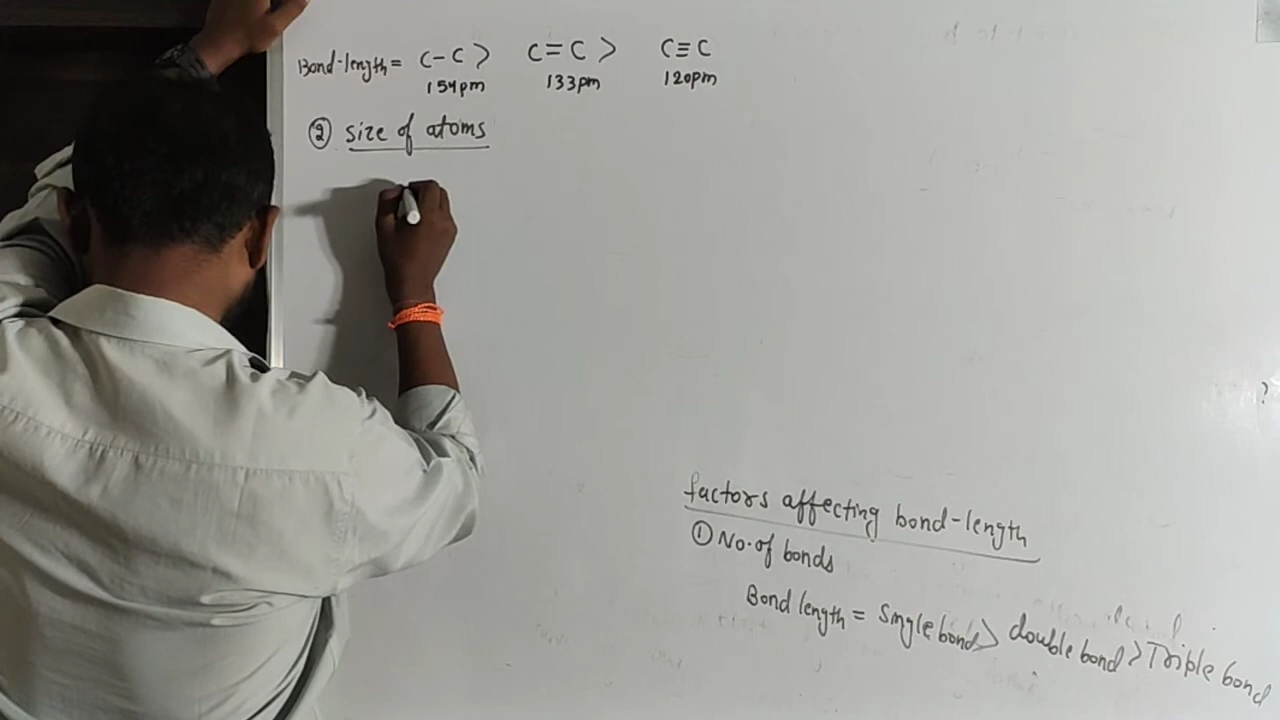 Bond-length = C-C > C=C > C≡C
154pm 133pm 120pm
② size of atoms
factors affecting bond-length
① No. of bonds
Bond length = Single bond > double bond > Triple bond
?